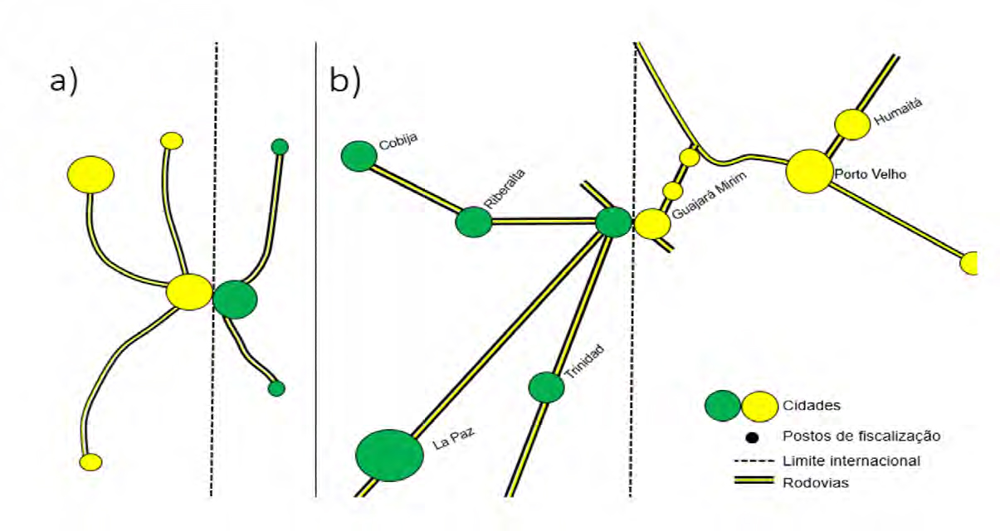 a)
b)
Cobija
Riberalta
Guajará Mirim
Humaitá
Porto Velho
Trinidad
La Paz
Cidades
Postos de fiscalização
Limite internacional
Rodovias